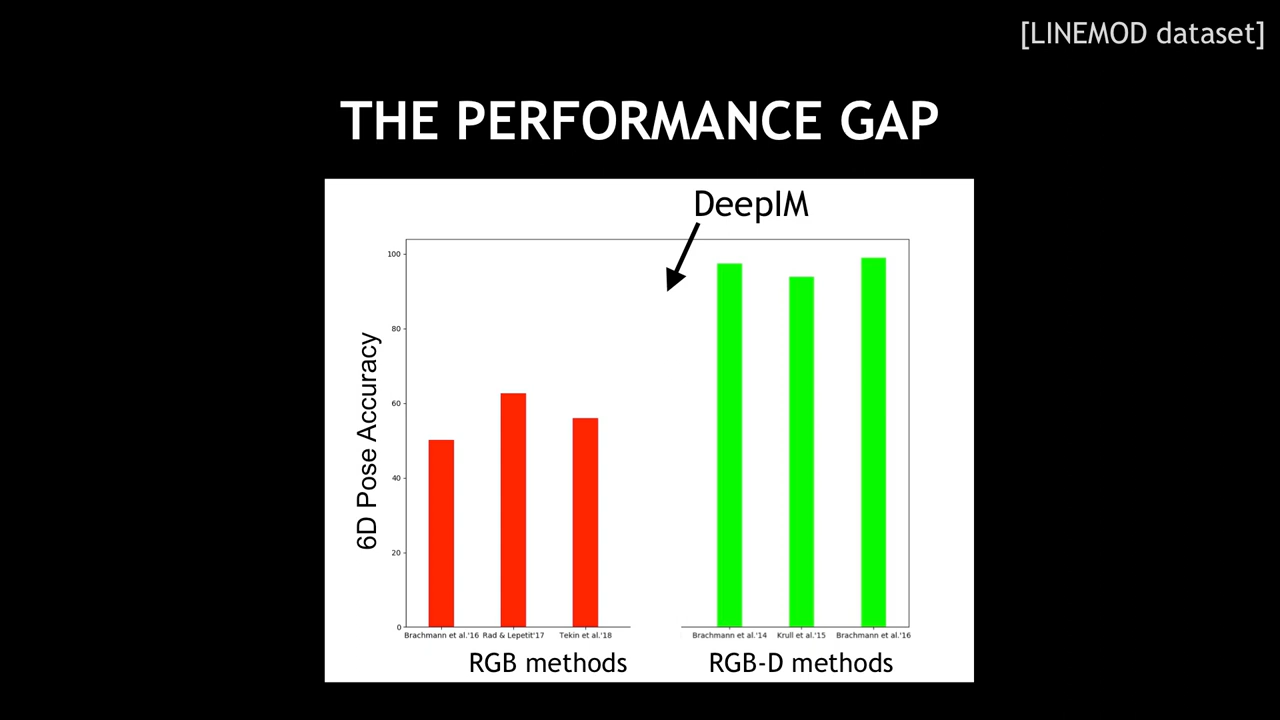 [LINEMOD dataset]
THE PERFORMANCE GAP
DeepIM
6D Pose Accuracy
100
80
60
40
20
0
Brachmann et al.'16 Rad & Lepetit'17 Tekin et al.'18 Brachmann et al.'14 Krull et al.'15 Brachmann et al.'16
RGB methods RGB-D methods